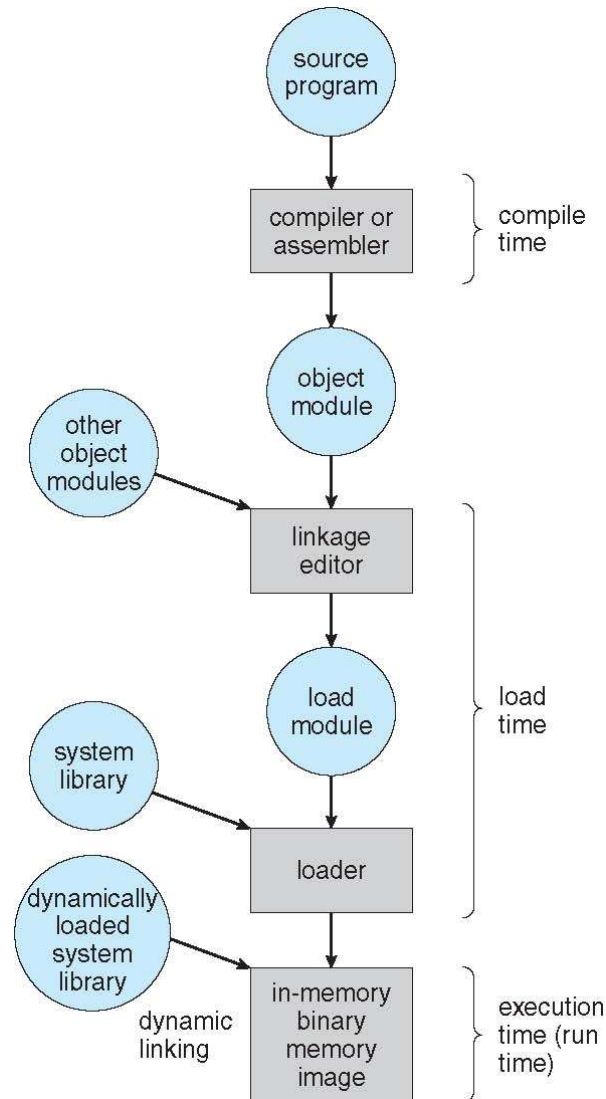 source
program
compiler or
assembler
compile
time
object
module
other
object
modules
linkage
editor
load
module
load
time
system
library
loader
dynamically
loaded
system
library
dynamic
linking
in-memory
binary
memory
image
execution
time (run
time)